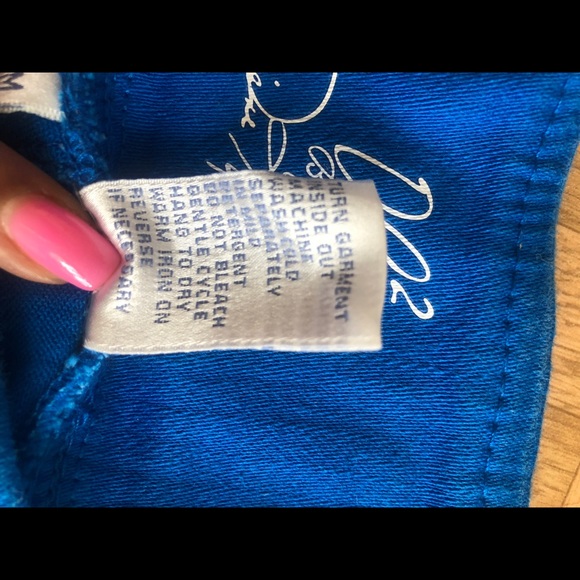 TURN GARMENT
INSIDE OUT
MACHINE
WASH COLD
SEPARATELY
IN MILD
DETERGENT
DO NOT BLEACH
GENTLE CYCLE
HANG TO DRY
WARM IRON ON
REVERSE
IF NECESSARY
M